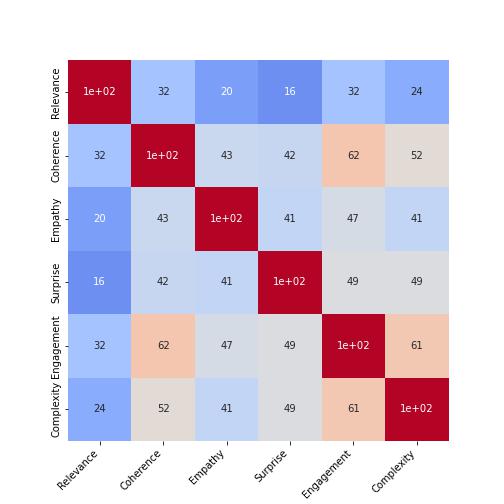 Relevance 1e+02 32 20 16 32 24
Coherence 32 1e+02 43 42 62 52
Empathy 20 43 1e+02 41 47 41
Surprise 16 42 41 1e+02 49 49
Engagement 32 62 47 49 1e+02 61
Complexity 24 52 41 49 61 1e+02
Relevance Coherence Empathy Surprise Engagement Complexity